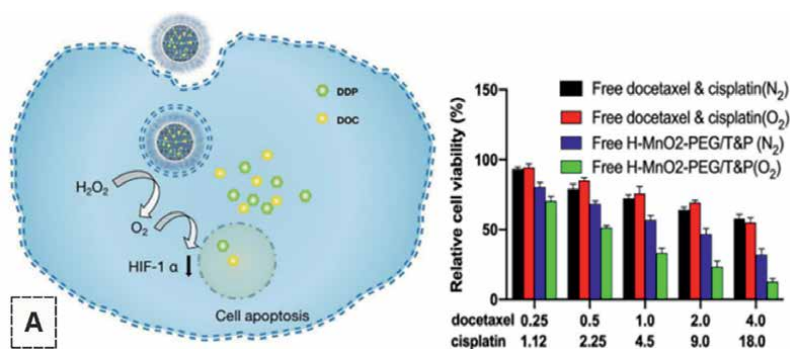 DDP
DOC
H2O2
O2
HIF-1 α
Cell apoptosis
A
150
100
50
0
Relative cell viability (%)
Free docetaxel & cisplatin(N2)
Free docetaxel & cisplatin(O2)
Free H-MnO2-PEG/T&P (N2)
Free H-MnO2-PEG/T&P(O2)
docetaxel 0.25 0.5 1.0 2.0 4.0
cisplatin 1.12 2.25 4.5 9.0 18.0